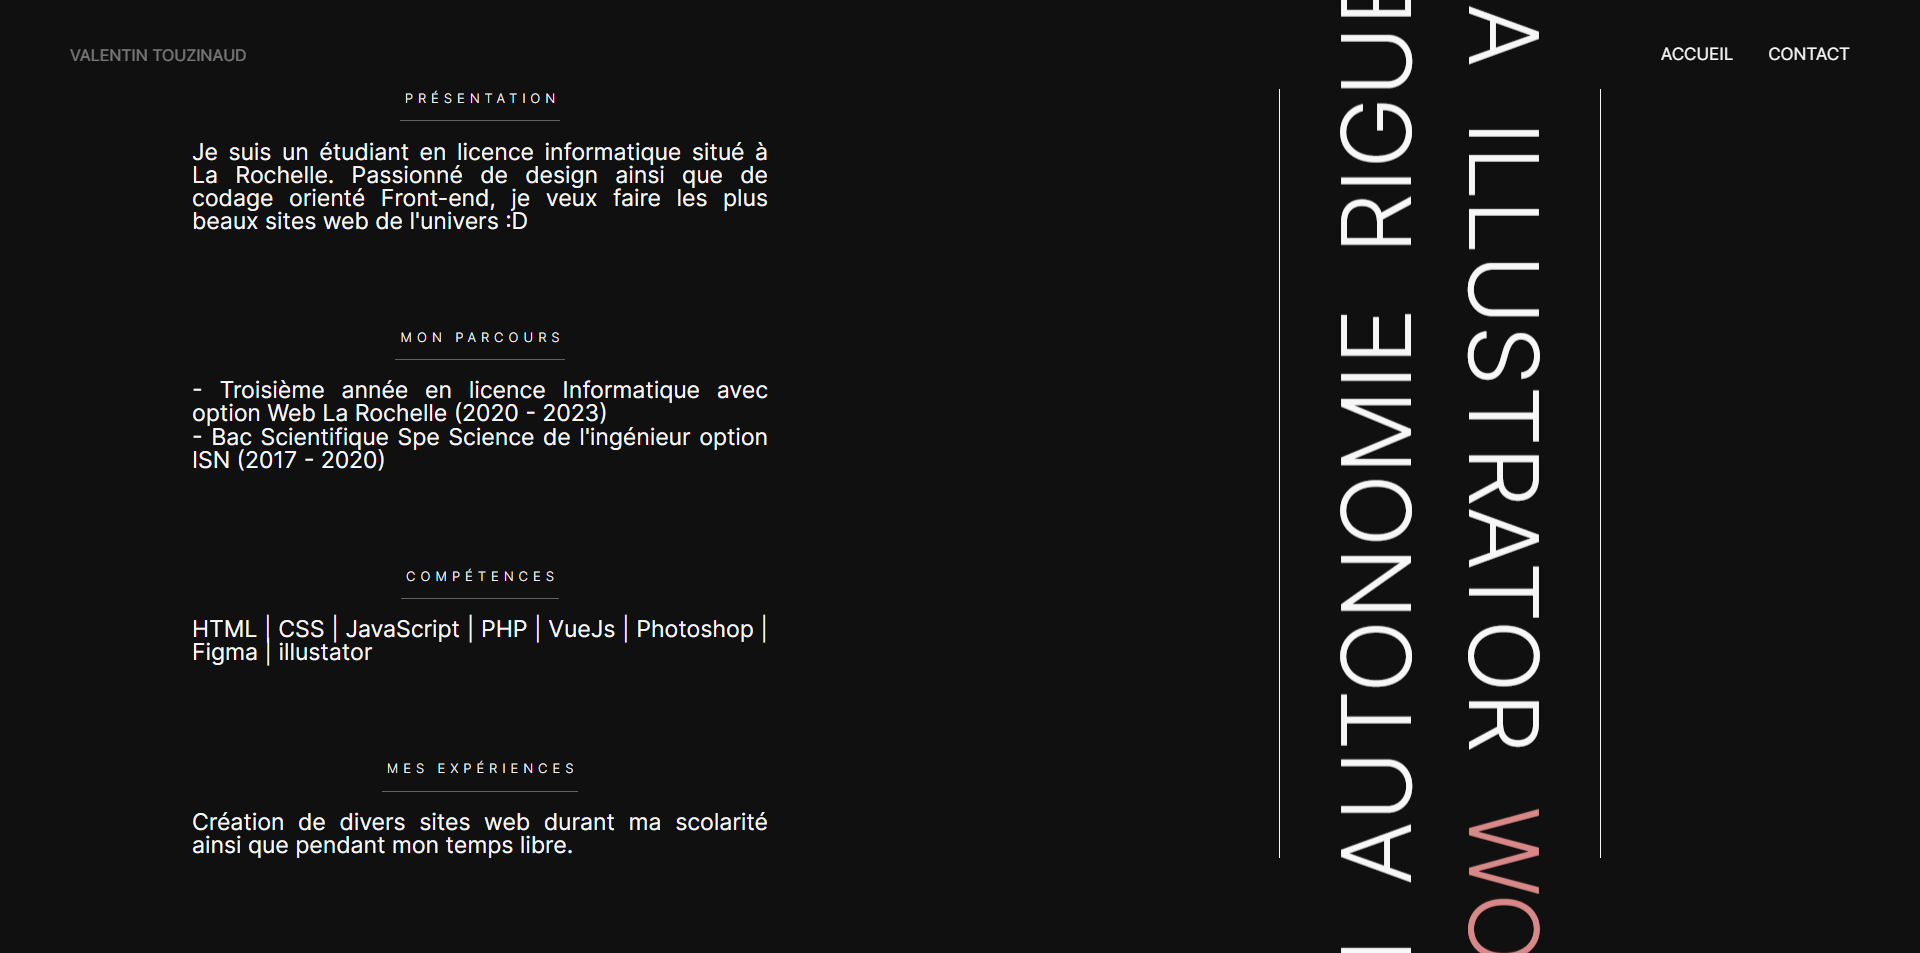 VALENTIN TOUZINAUD
ACCUEIL
CONTACT
PRÉSENTATION
Je suis un étudiant en licence informatique situé à
La Rochelle. Passionné de design ainsi que de
codage orienté Front-end, je veux faire les plus
beaux sites web de l'univers :D
MON PARCOURS
- Troisième année en licence Informatique avec
option Web La Rochelle (2020 - 2023)
- Bac Scientifique Spe Science de l'ingénieur option
ISN (2017 - 2020)
COMPÉTENCES
HTML | CSS | JavaScript | PHP | VueJs | Photoshop |
Figma | illustator
MES EXPÉRIENCES
Création de divers sites web durant ma scolarité
ainsi que pendant mon temps libre.
AUTONOMIE RIGUE
A ILLUSTRATOR WO